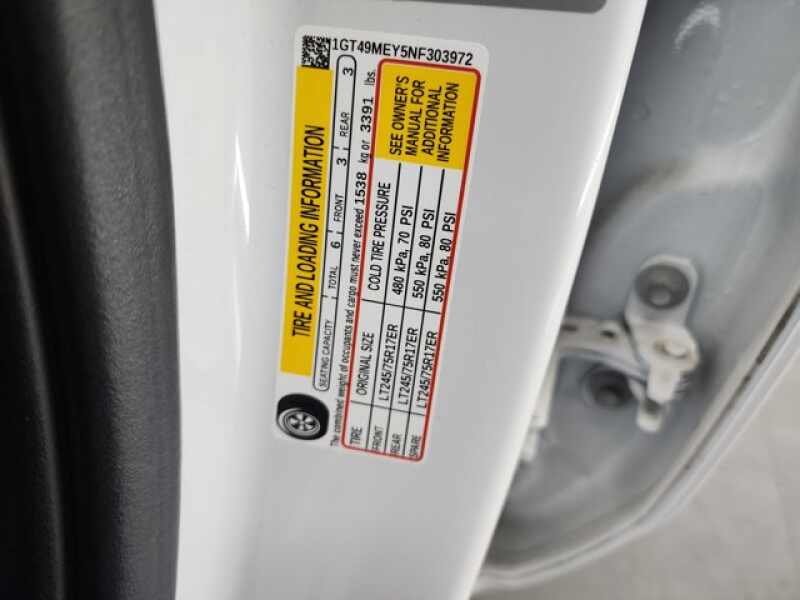 1GT49MEY5NF303972
TIRE AND LOADING INFORMATION
SEATING CAPACITY TOTAL 6 FRONT 3 REAR 3
The combined weight of occupants and cargo must never exceed 1538 kg or 3391 lbs.
TIRE ORIGINAL SIZE COLD TIRE PRESSURE
FRONT LT245/75R17ER 480 kPa, 70 PSI
REAR LT245/75R17ER 550 kPa, 80 PSI
SPARE LT245/75R17ER 550 kPa, 80 PSI
SEE OWNER'S
MANUAL FOR
ADDITIONAL
INFORMATION